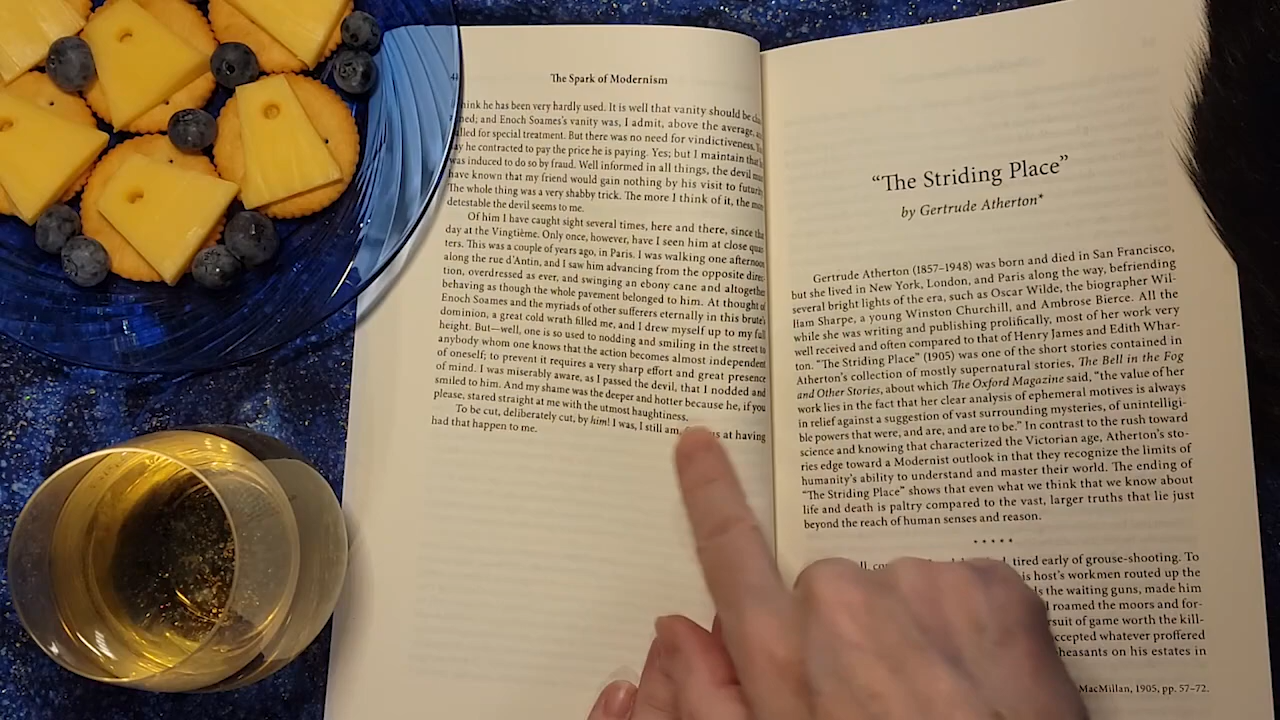 The Spark of Modernism
think he has been very hardly used. It is well that vanity should be
and Enoch Soames's vanity was, I admit, above the average,
called for special treatment. But there was no need for vindictiveness.
he contracted to pay the price he is paying. Yes; but I maintain that
was induced to do so by fraud. Well informed in all things, the devil must
have known that my friend would gain nothing by his visit to futurity.
The whole thing was a very shabby trick. The more I think of it, the more
detestable the devil seems to me.
Of him I have caught sight several times, here and there, since the
day at the Vingtième. Only once, however, have I seen him at close quar-
ters. This was a couple of years ago, in Paris. I was walking one afternoon
along the rue d'Antin, and I saw him advancing from the opposite direc-
tion, overdressed as ever, and swinging an ebony cane and altogether
behaving as though the whole pavement belonged to him. At thought of
Enoch Soames and the myriads of other sufferers eternally in this brute's
dominion, a great cold wrath filled me, and I drew myself up to my full
height. But—well, one is so used to nodding and smiling in the street to
anybody whom one knows that the action becomes almost independent
of oneself; to prevent it requires a very sharp effort and great presence
of mind. I was miserably aware, as I passed the devil, that I nodded and
smiled to him. And my shame was the deeper and hotter because he, if you
please, stared straight at me with the utmost haughtiness.
To be cut, deliberately cut, by him! I was, I still am, at having
had that happen to me.
“The Striding Place”
by Gertrude Atherton*
Gertrude Atherton (1857–1948) was born and died in San Francisco,
but she lived in New York, London, and Paris along the way, befriending
several bright lights of the era, such as Oscar Wilde, the biographer Wil-
liam Sharpe, a young Winston Churchill, and Ambrose Bierce. All the
while she was writing and publishing prolifically, most of her work very
well received and often compared to that of Henry James and Edith Whar-
ton. “The Striding Place” (1905) was one of the short stories contained in
Atherton's collection of mostly supernatural stories, The Bell in the Fog
and Other Stories, about which The Oxford Magazine said, “the value of her
work lies in the fact that her clear analysis of ephemeral motives is always
in relief against a suggestion of vast surrounding mysteries, of unintelligi-
ble powers that were, and are, and are to be.” In contrast to the rush toward
science and knowing that characterized the Victorian age, Atherton's sto-
ries edge toward a Modernist outlook in that they recognize the limits of
humanity's ability to understand and master their world. The ending of
“The Striding Place” shows that even what we think that we know about
life and death is paltry compared to the vast, larger truths that lie just
beyond the reach of human senses and reason.
* * * * *
tired early of grouse-shooting. To
his host's workmen routed up the
the waiting guns, made him
roamed the moors and for-
pursuit of game worth the kill-
accepted whatever proffered
pheasants on his estates in
MacMillan, 1905, pp. 57–72.